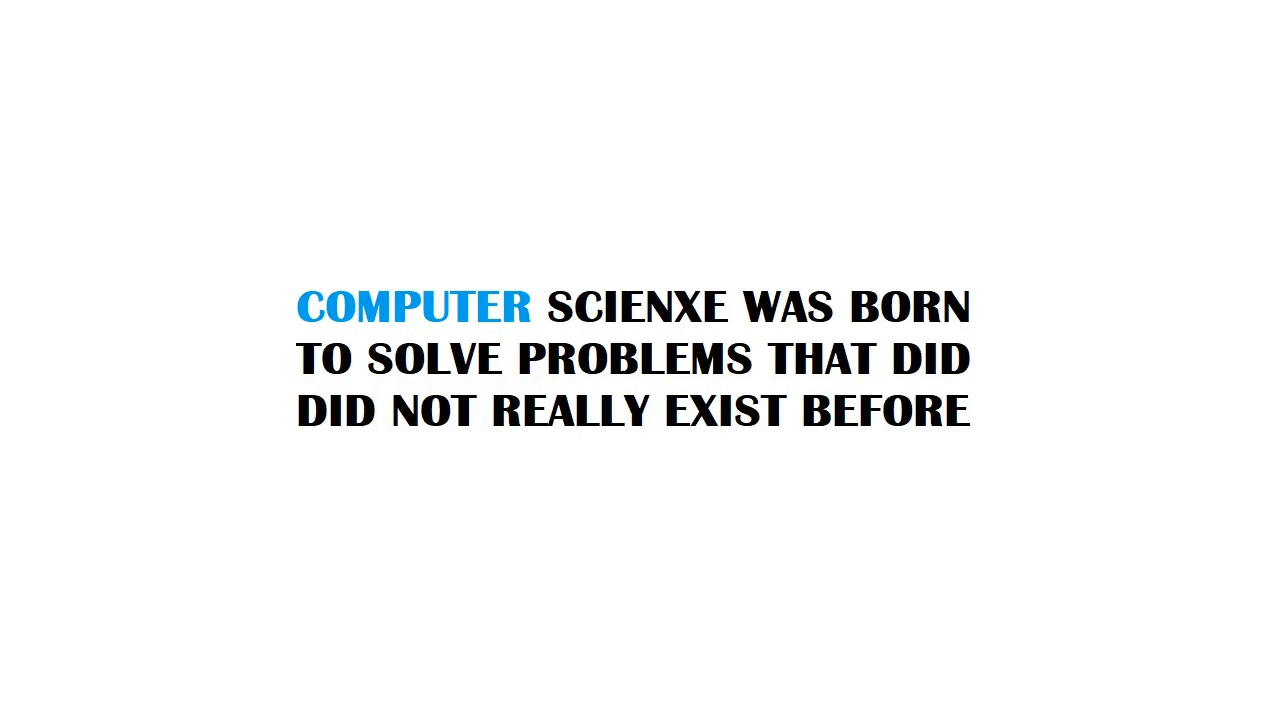 COMPUTER SCIENXE WAS BORN
TO SOLVE PROBLEMS THAT DID
DID NOT REALLY EXIST BEFORE